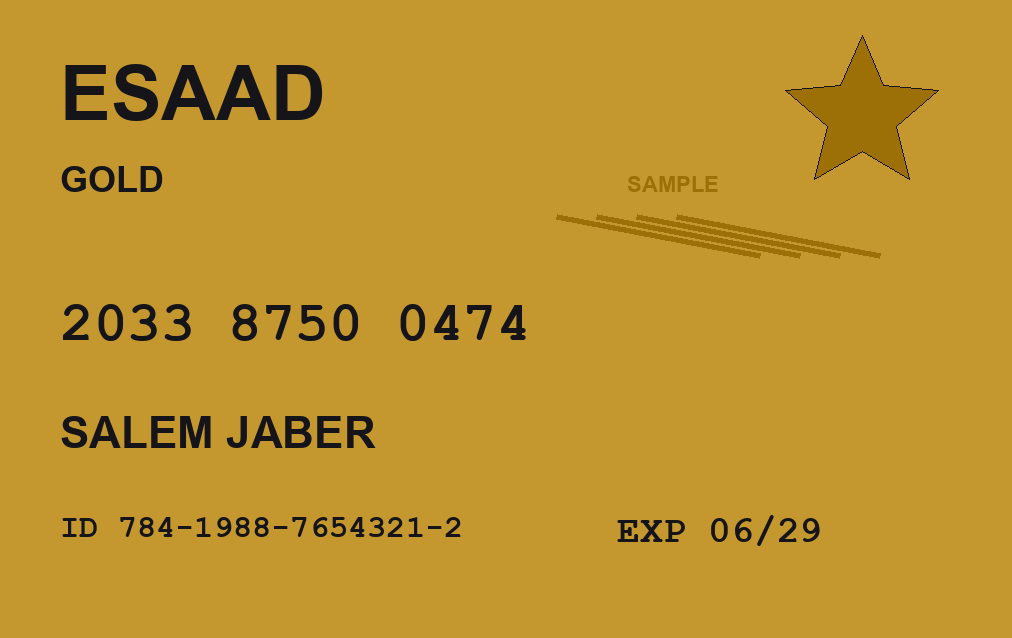 ESAAD
GOLD
SAMPLE
2033 8750 0474
SALEM JABER
ID 784-1988-7654321-2
EXP 06/29